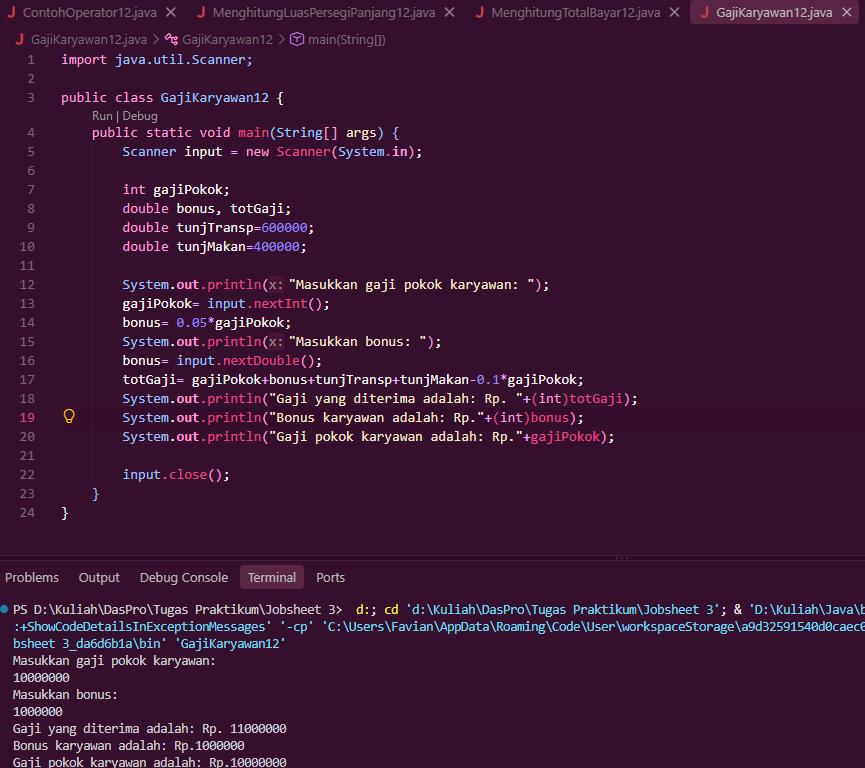 ContohOperator12.java × MenghitungLuasPersegiPanjang12.java × MenghitungTotalBayar12.java × GajiKaryawan12.java ×
GajiKaryawan12.java > GajiKaryawan12 > main(String[])
1 import java.util.Scanner;
2
3 public class GajiKaryawan12 {
Run | Debug
4 public static void main(String[] args) {
5 Scanner input = new Scanner(System.in);
6
7 int gajiPokok;
8 double bonus, totGaji;
9 double tunjTransp=600000;
10 double tunjMakan=400000;
11
12 System.out.println(x: "Masukkan gaji pokok karyawan: ");
13 gajiPokok= input.nextInt();
14 bonus= 0.05*gajiPokok;
15 System.out.println(x: "Masukkan bonus: ");
16 bonus= input.nextDouble();
17 totGaji= gajiPokok+bonus+tunjTransp+tunjMakan-0.1*gajiPokok;
18 System.out.println("Gaji yang diterima adalah: Rp. "+(int)totGaji);
19 System.out.println("Bonus karyawan adalah: Rp."+(int)bonus);
20 System.out.println("Gaji pokok karyawan adalah: Rp."+gajiPokok);
21
22 input.close();
23 }
24 }
Problems Output Debug Console Terminal Ports
PS D:\Kuliah\DasPro\Tugas Praktikum\Jobsheet 3> d:; cd 'd:\Kuliah\DasPro\Tugas Praktikum\Jobsheet 3'; & 'D:\Kuliah\Java\b
:+ShowCodeDetailsInExceptionMessages' '-cp' 'C:\Users\Favian\AppData\Roaming\Code\User\workspaceStorage\a9d32591540d0caec0
bsheet 3_da6d6b1a\bin' 'GajiKaryawan12'
Masukkan gaji pokok karyawan:
10000000
Masukkan bonus:
1000000
Gaji yang diterima adalah: Rp. 11000000
Bonus karyawan adalah: Rp.1000000
Gaji pokok karyawan adalah: Rp.10000000